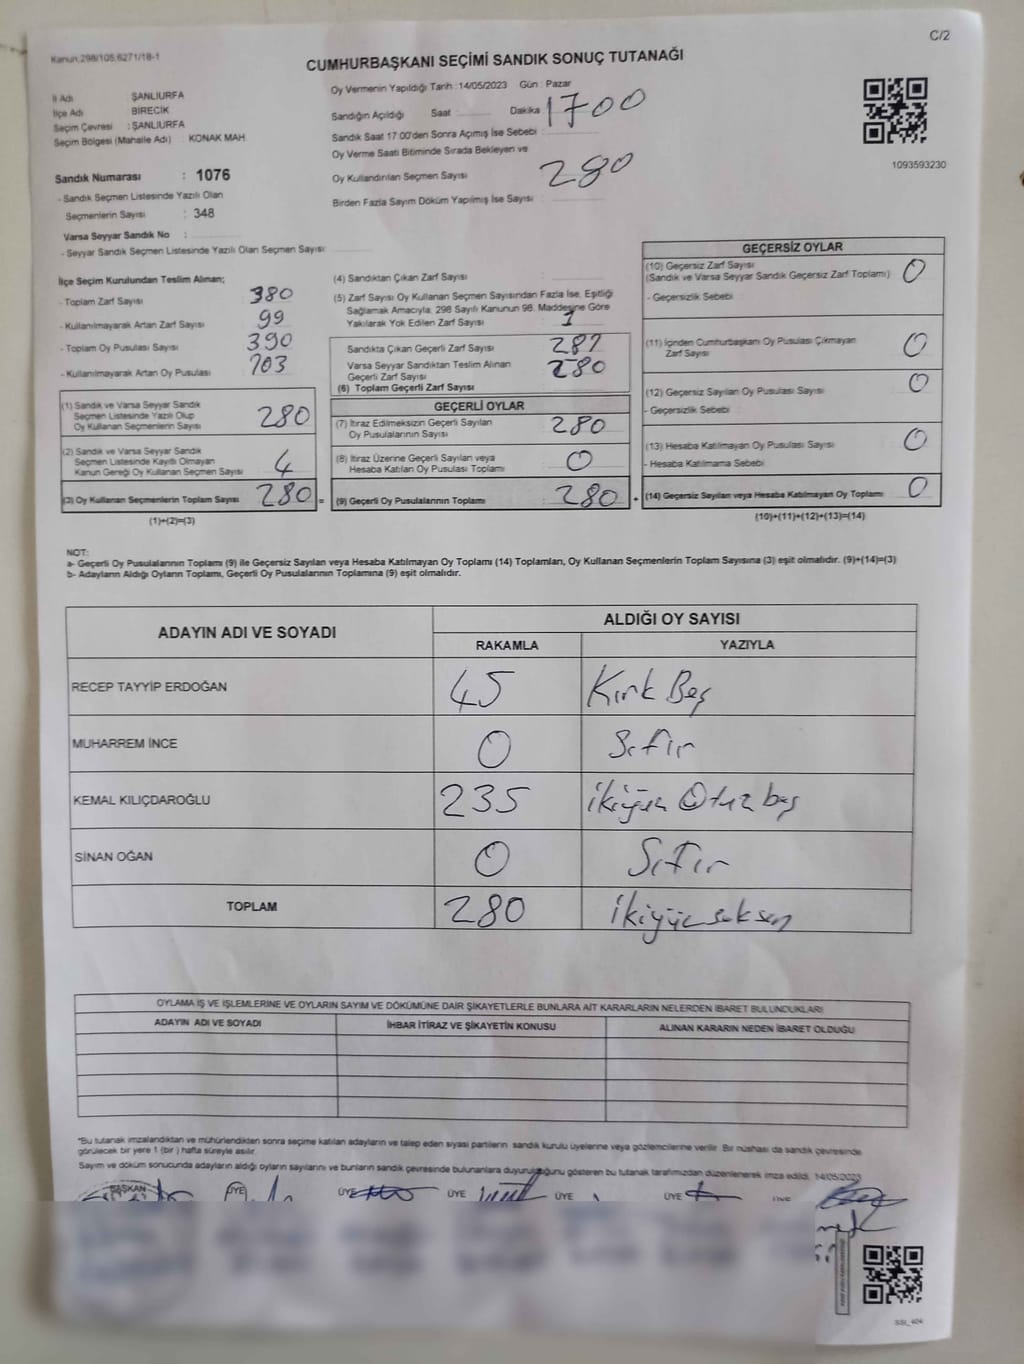 C/2
Kanun:298/105,6271/18-1
CUMHURBAŞKANI SEÇİMİ SANDIK SONUÇ TUTANAĞI
İl Adı ŞANLIURFA
İlçe Adı BİRECİK
Seçim Çevresi : ŞANLIURFA
Seçim Bölgesi (Mahalle Adı) : KONAK MAH.
Sandık Numarası : 1076
- Sandık Seçmen Listesinde Yazılı Olan
Seçmenlerin Sayısı : 348
Varsa Seyyar Sandık No :
- Seyyar Sandık Seçmen Listesinde Yazılı Olan Seçmen Sayısı:
Oy Vermenin Yapıldığı Tarih :14/05/2023 Gün : Pazar
Sandığın Açıldığı Saat : Dakika 1700
Sandık Saat 17:00'den Sonra Açımış İse Sebebi :
Oy Verme Saati Bitiminde Sırada Bekleyen ve
Oy Kullandırılan Seçmen Sayısı 280
Birden Fazla Sayım Döküm Yapılmış İse Sayısı :
1093593230
İlçe Seçim Kurulundan Teslim Alınan;
- Toplam Zarf Sayısı : 380
- Kullanılmayarak Artan Zarf Sayısı : 99
- Toplam Oy Pusulası Sayısı : 390
- Kullanılmayarak Artan Oy Pusulası : 103
(1) Sandık ve Varsa Seyyar Sandık
Seçmen Listesinde Yazılı Olup
Oy Kullanan Seçmenlerin Sayısı 280
(2) Sandık ve Varsa Seyyar Sandık
Seçmen Listesinde Kayıtlı Olmayan
Kanun Gereği Oy Kullanan Seçmen Sayısı 4
(3) Oy Kullanan Seçmenlerin Toplam Sayısı 280 =
(1)+(2)=(3)
(4) Sandıktan Çıkan Zarf Sayısı :
(5) Zarf Sayısı Oy Kullanan Seçmen Sayısından Fazla İse, Eşitliği
Sağlamak Amacıyla; 298 Sayılı Kanunun 98. Maddesine Göre
Yakılarak Yok Edilen Zarf Sayısı : 1
Sandıkta Çıkan Geçerli Zarf Sayısı
Varsa Seyyar Sandıktan Teslim Alınan
Geçerli Zarf Sayısı : 280
(6) Toplam Geçerli Zarf Sayısı
GEÇERLİ OYLAR
(7) İtiraz Edilmeksizin Geçerli Sayılan
Oy Pusulalarının Sayısı : 280
(8) İtiraz Üzerine Geçerli Sayılan veya
Hesaba Katılan Oy Pusulası Toplamı : 0
(9) Geçerli Oy Pusulalarının Toplamı : 280 +
GEÇERSİZ OYLAR
(10) Geçersiz Zarf Sayısı
(Sandık ve Varsa Seyyar Sandık Geçersiz Zarf Toplamı) : 0
- Geçersizlik Sebebi
(11) İçinden Cumhurbaşkanı Oy Pusulası Çıkmayan
Zarf Sayısı : 0
(12) Geçersiz Sayılan Oy Pusulası Sayısı : 0
- Geçersizlik Sebebi
(13) Hesaba Katılmayan Oy Pusulası Sayısı : 0
- Hesaba Katılmama Sebebi
(14) Geçersiz Sayılan veya Hesaba Katılmayan Oy Toplamı : 0
(10)+(11)+(12)+(13)=(14)
NOT:
a- Geçerli Oy Pusulalarının Toplamı (9) ile Geçersiz Sayılan veya Hesaba Katılmayan Oy Toplamı (14) Toplamları, Oy Kullanan Seçmenlerin Toplam Sayısına (3) eşit olmalıdır. (9)+(14)=(3)
b- Adayların Aldığı Oyların Toplamı, Geçerli Oy Pusulalarının Toplamına (9) eşit olmalıdır.
ADAYIN ADI VE SOYADI
ALDIĞI OY SAYISI
RAKAMLA YAZIYLA
RECEP TAYYİP ERDOĞAN 45 Kırk Beş
MUHARREM İNCE 0 Sıfır
KEMAL KILIÇDAROĞLU 235 ikiyüz Otuz beş
SİNAN OĞAN 0 Sıfır
TOPLAM 280 ikiyüz seksen
OYLAMA İŞ VE İŞLEMLERİNE VE OYLARIN SAYIM VE DÖKÜMÜNE DAİR ŞİKAYETLERLE BUNLARA AİT KARARLARIN NELERDEN İBARET BULUNDUKLARI
ADAYIN ADI VE SOYADI İHBAR İTİRAZ VE ŞİKAYETİN KONUSU ALINAN KARARIN NEDEN İBARET OLDUĞU
*Bu tutanak imzalandıktan ve mühürlendikten sonra seçime katılan adayların ve talep eden siyasi partilerin sandık kurulu üyelerine veya gözlemcilerine verilir. Bir nüshası da sandık çevresinde
görülecek bir yere 1 (bir) hafta süreyle asılır.
Sayım ve döküm sonucunda adayların aldığı oyların sayılarını ve bunların sandık çevresinde bulunanlara duyurulduğunu gösteren bu tutanak tarafımızdan düzenlenerek imza edildi. 14/05/2023
BAŞKAN ÜYE ÜYE ÜYE ÜYE ÜYE ÜYE
SSI_404